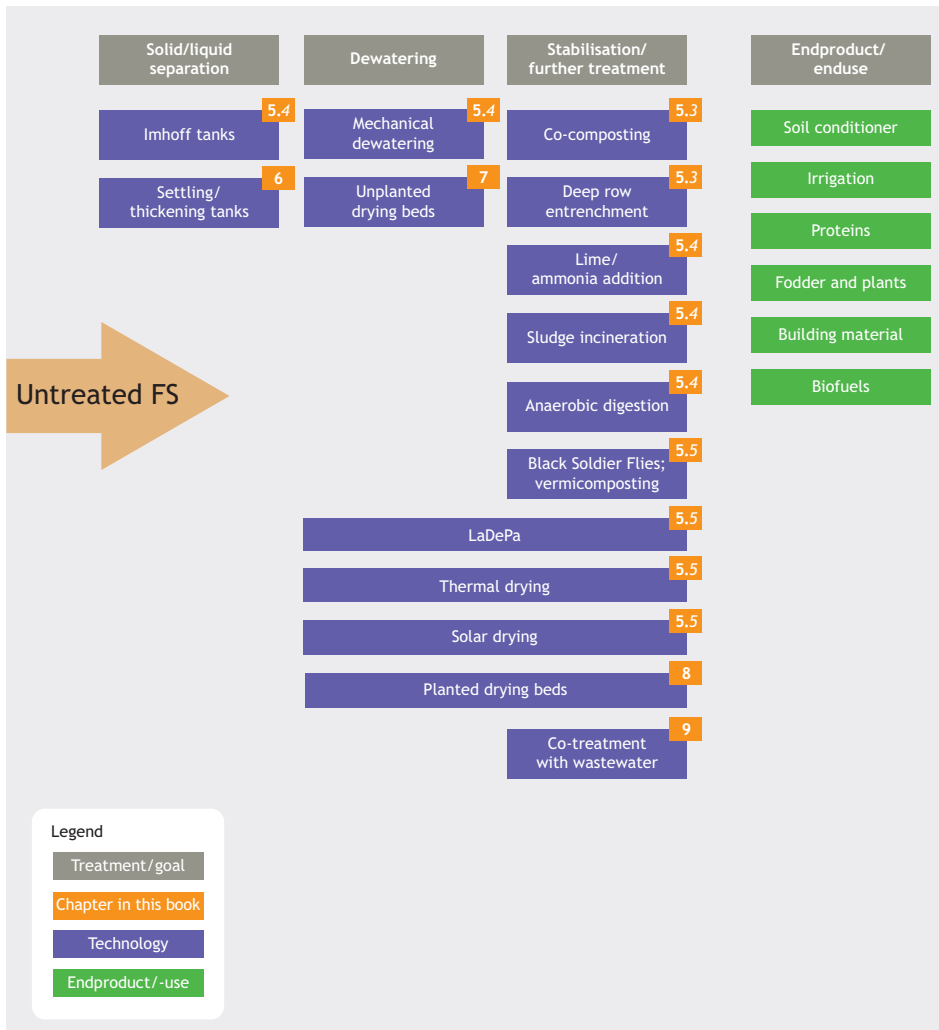 Solid/liquid
separation
Dewatering
Stabilisation/
further treatment
Endproduct/
enduse
5.4
Imhoff tanks
5.4
Mechanical
dewatering
5.3
Co-composting
Soil conditioner
6
Settling/
thickening tanks
7
Unplanted
drying beds
5.3
Deep row
entrenchment
Irrigation
Proteins
5.4
Lime/
ammonia addition
Fodder and plants
5.4
Sludge incineration
Building material
5.4
Anaerobic digestion
Biofuels
Untreated FS
5.5
Black Soldier Flies;
vermicomposting
5.5
LaDePa
5.5
Thermal drying
5.5
Solar drying
8
Planted drying beds
9
Co-treatment
with wastewater
Legend
Treatment/goal
Chapter in this book
Technology
Endproduct/-use